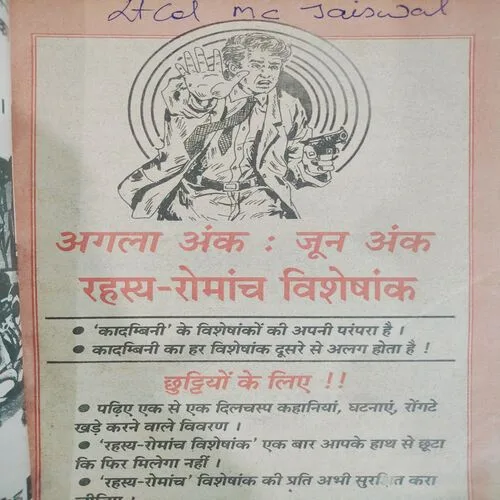 Lt Col MC Jaiswal
अगला अंक : जून अंक
रहस्य-रोमांच विशेषांक
● 'कादम्बिनी' के विशेषांकों की अपनी परंपरा है ।
● कादम्बिनी का हर विशेषांक दूसरे से अलग होता है !
छुट्टियों के लिए !!
● पढ़िए एक से एक दिलचस्प कहानियां, घटनाएं, रोंगटे
खड़े करने वाले विवरण ।
● 'रहस्य-रोमांच विशेषांक' एक बार आपके हाथ से छूटा
कि फिर मिलेगा नहीं ।
● 'रहस्य-रोमांच' विशेषांक की प्रति अभी सुरक्षित करा